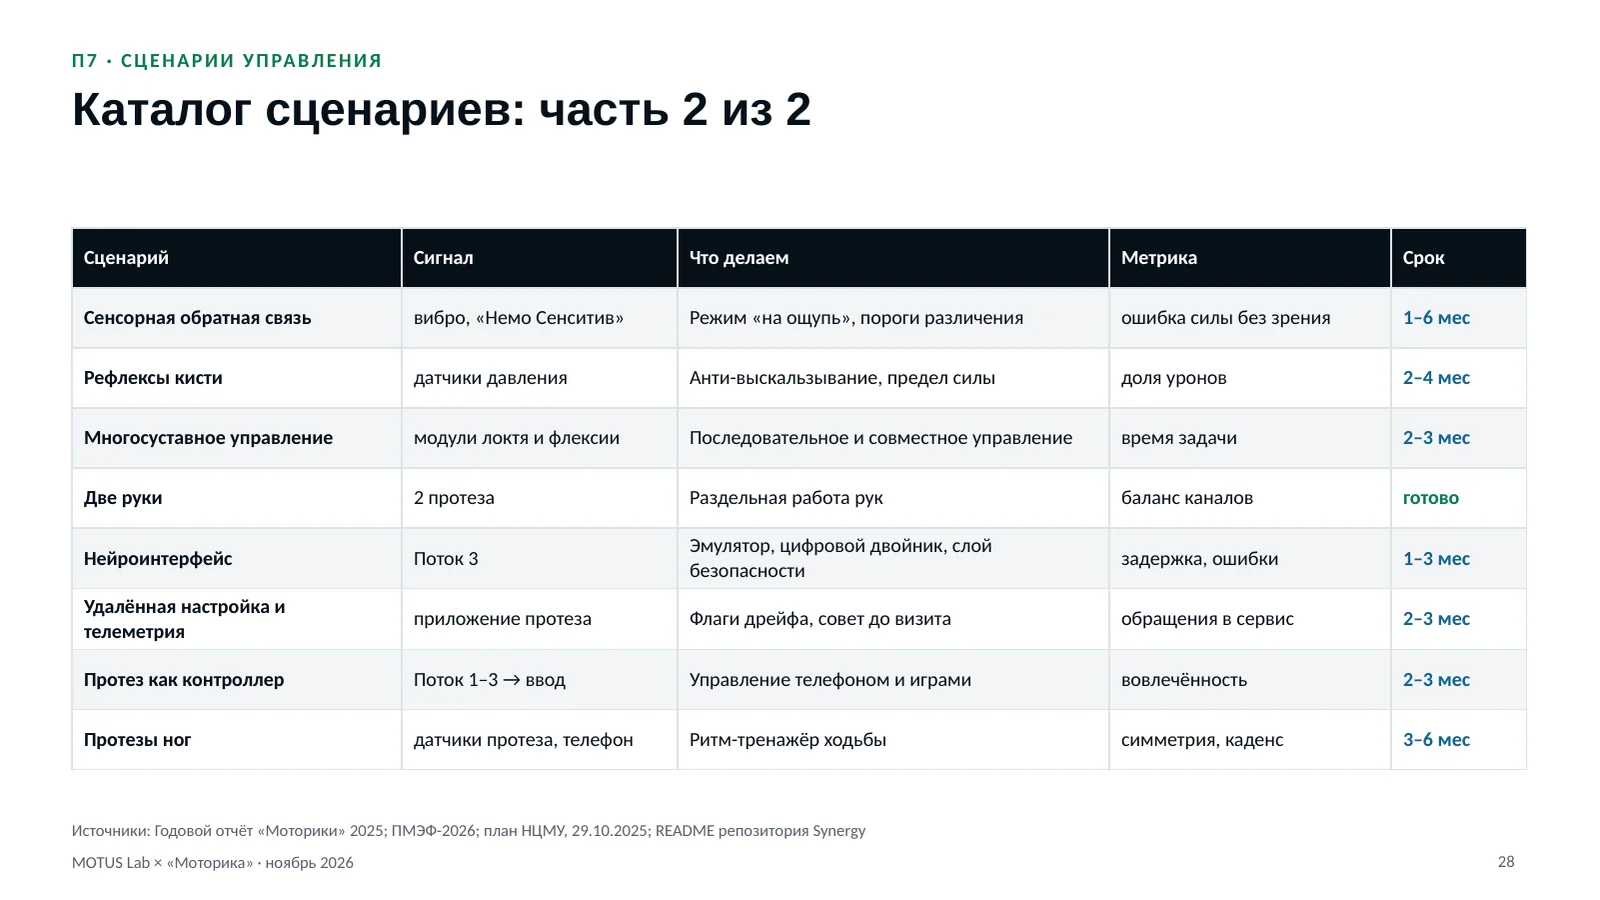 П7 · СЦЕНАРИИ УПРАВЛЕНИЯ
Каталог сценариев: часть 2 из 2
Сценарий Сигнал Что делаем Метрика Срок
Сенсорная обратная связь вибро, «Немо Сенситив» Режим «на ощупь», пороги различения ошибка силы без зрения 1–6 мес
Рефлексы кисти датчики давления Анти-выскальзывание, предел силы доля уронов 2–4 мес
Многосуставное управление модули локтя и флексии Последовательное и совместное управление время задачи 2–3 мес
Две руки 2 протеза Раздельная работа рук баланс каналов готово
Нейроинтерфейс Поток 3 Эмулятор, цифровой двойник, слой
безопасности задержка, ошибки 1–3 мес
Удалённая настройка и
телеметрия приложение протеза Флаги дрейфа, совет до визита обращения в сервис 2–3 мес
Протез как контроллер Поток 1–3 → ввод Управление телефоном и играми вовлечённость 2–3 мес
Протезы ног датчики протеза, телефон Ритм-тренажёр ходьбы симметрия, каденс 3–6 мес
Источники: Годовой отчёт «Моторики» 2025; ПМЭФ-2026; план НЦМУ, 29.10.2025; README репозитория Synergy
MOTUS Lab × «Моторика» · ноябрь 2026 28